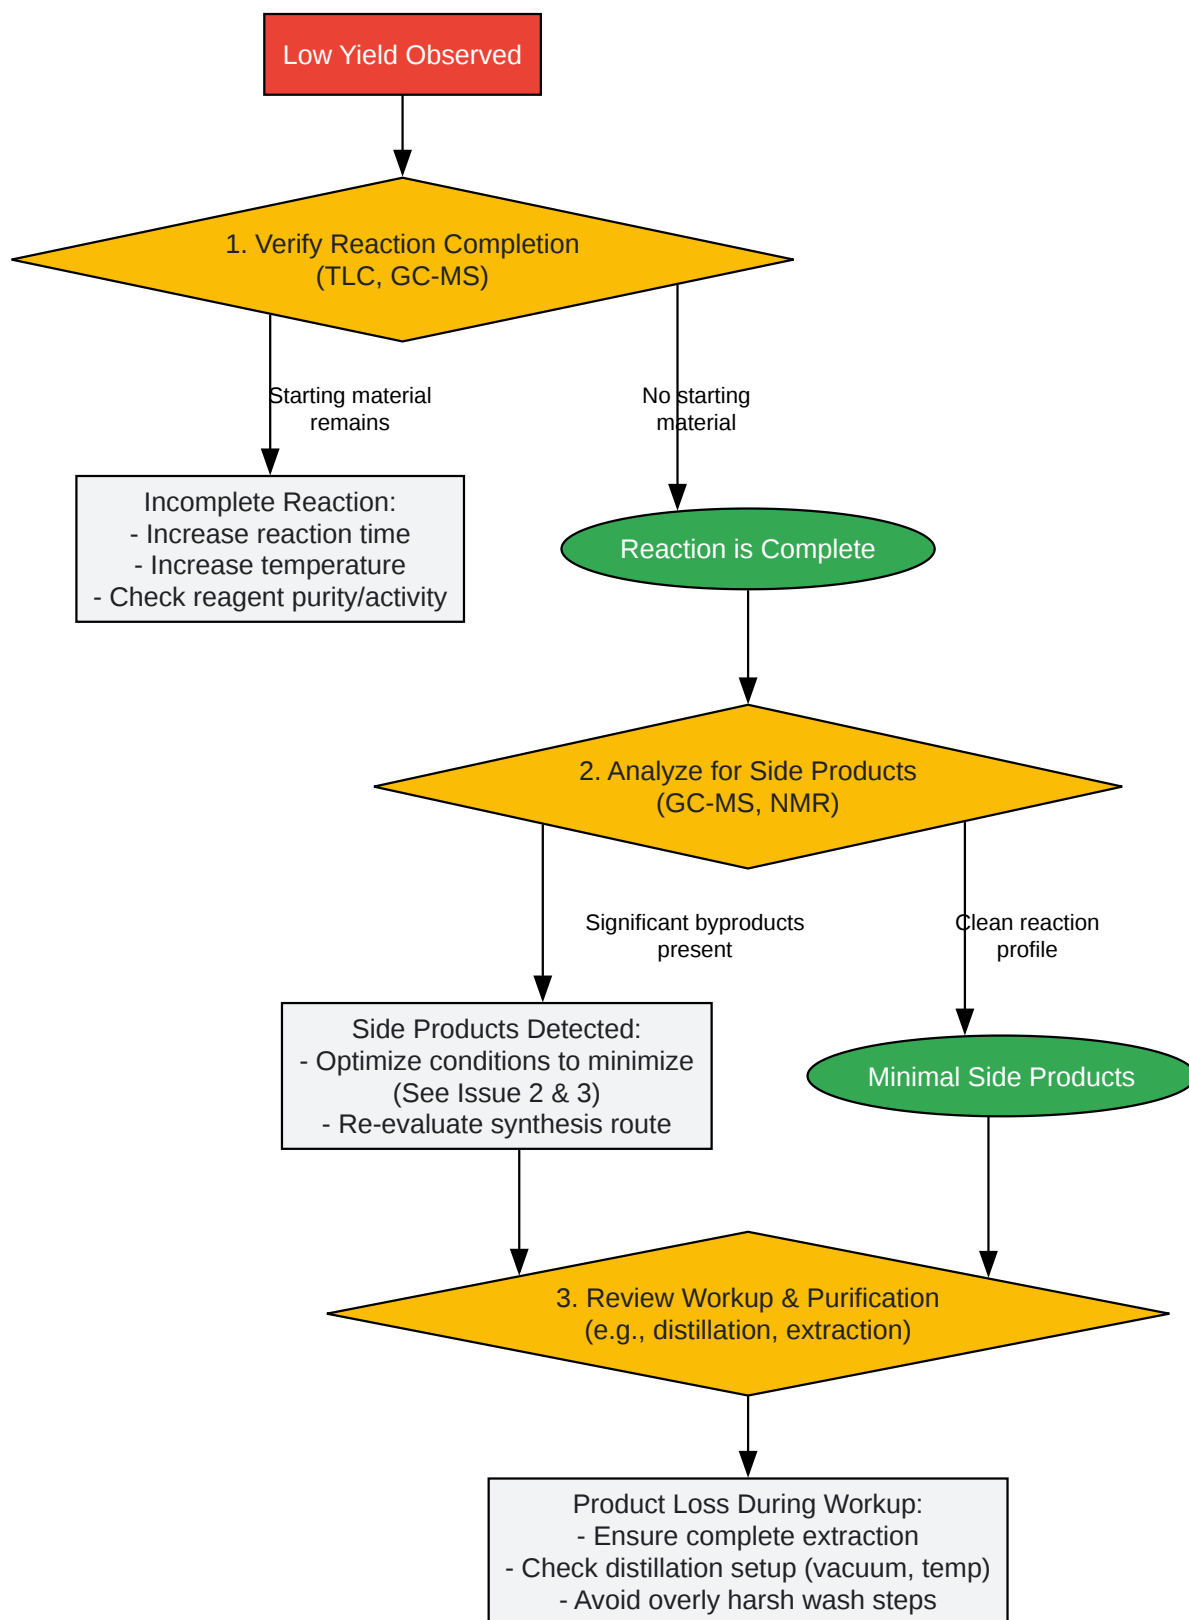 Low Yield Observed
1. Verify Reaction Completion
(TLC, GC-MS)
Starting material
remains
No starting
material
Incomplete Reaction:
- Increase reaction time
- Increase temperature
- Check reagent purity/activity
Reaction is Complete
2. Analyze for Side Products
(GC-MS, NMR)
Significant byproducts
present
Clean reaction
profile
Side Products Detected:
- Optimize conditions to minimize
(See Issue 2 & 3)
- Re-evaluate synthesis route
Minimal Side Products
3. Review Workup & Purification
(e.g., distillation, extraction)
Product Loss During Workup:
- Ensure complete extraction
- Check distillation setup (vacuum, temp)
- Avoid overly harsh wash steps